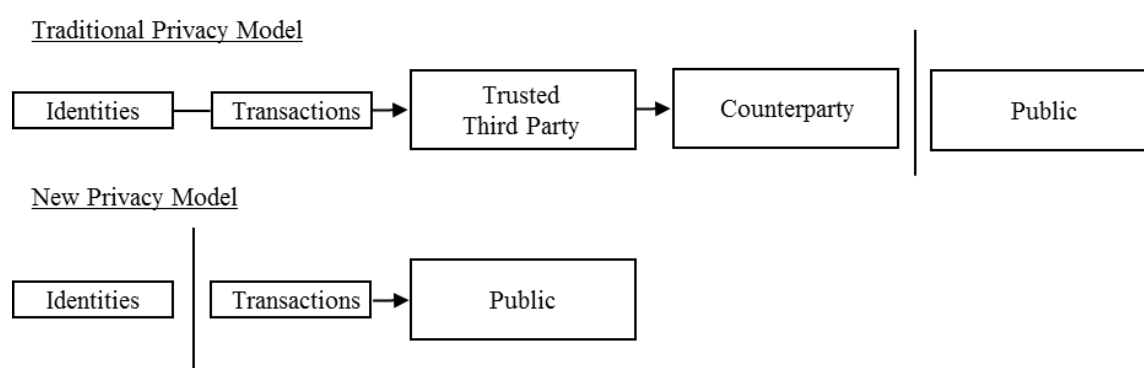 Traditional Privacy Model
Identities
Transactions
Trusted
Third Party
Counterparty
Public
New Privacy Model
Identities
Transactions
Public